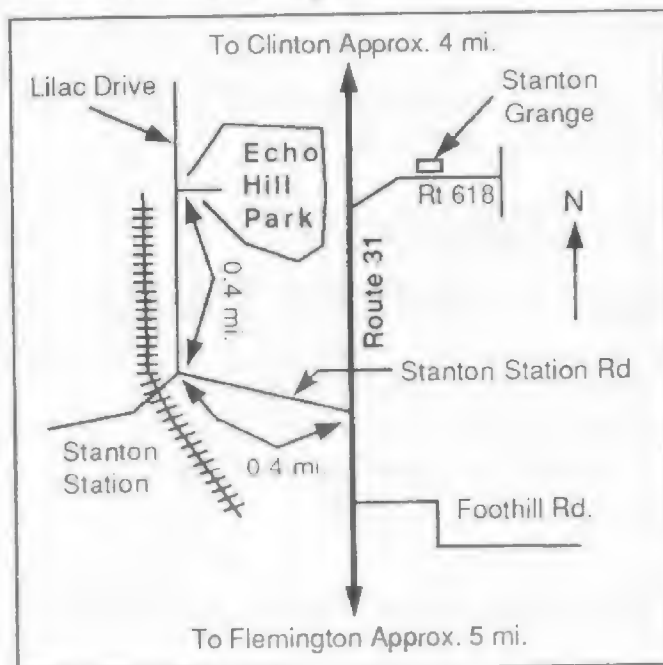 To Clinton Approx. 4 mi.
Lilac Drive
Stanton
Grange
Echo
Hill
Park
Rt 618
N
0.4 mi.
Route 31
Stanton Station Rd
Stanton
Station
0.4 mi.
Foothill Rd.
To Flemington Approx. 5 mi.